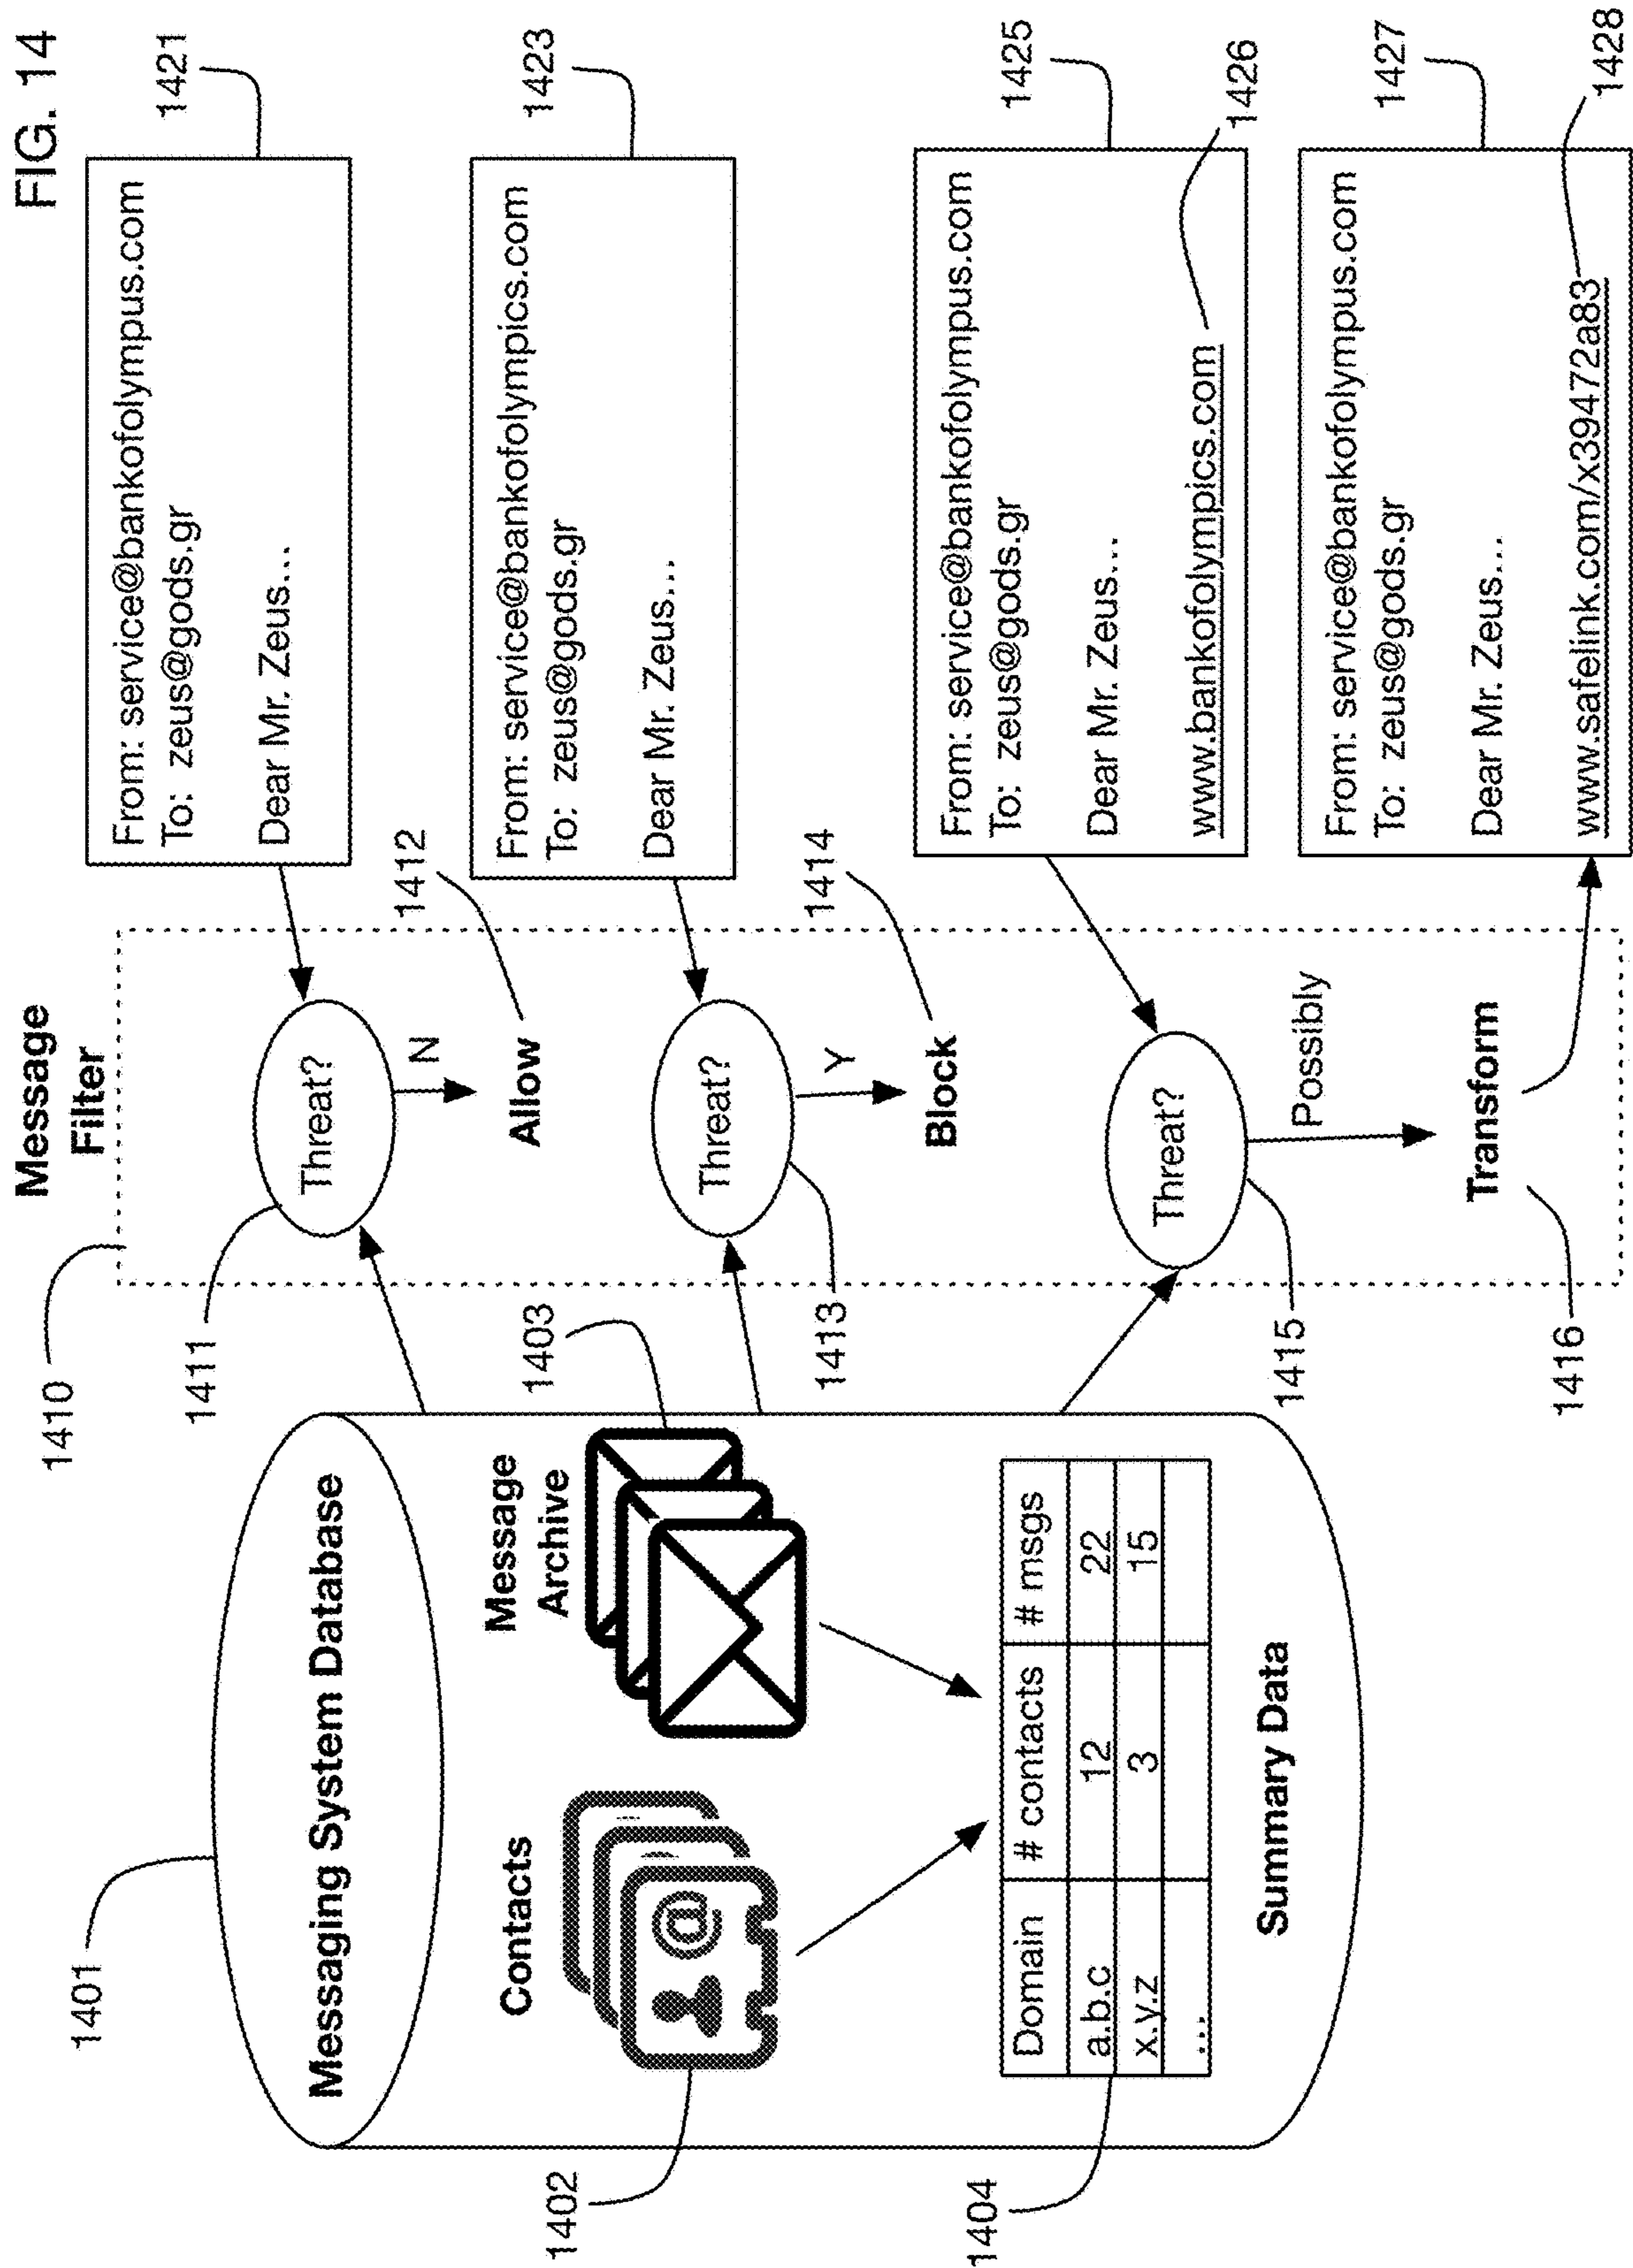 FIG. 14
1401
Messaging System Database
Contacts
1402
Message
Archive
1403
Domain # contacts # msgs
a.b.c 12 22
x.y.z 3 15
...
1404
Summary Data
Message
Filter
1410
1411
Threat?
N
1412
Allow
Threat?
1413
Y
1414
Block
Threat?
1415
Possibly
Transform
1416
From: service@bankofolympus.com
To: zeus@gods.gr
Dear Mr. Zeus...
1421
From: service@bankofolympics.com
To: zeus@gods.gr
Dear Mr. Zeus...
1423
From: service@bankofolympus.com
To: zeus@gods.gr
Dear Mr. Zeus...
www.bankofolympics.com
1425
1426
From: service@bankofolympus.com
To: zeus@gods.gr
Dear Mr. Zeus...
www.safelink.com/x39472a83
1427
1428